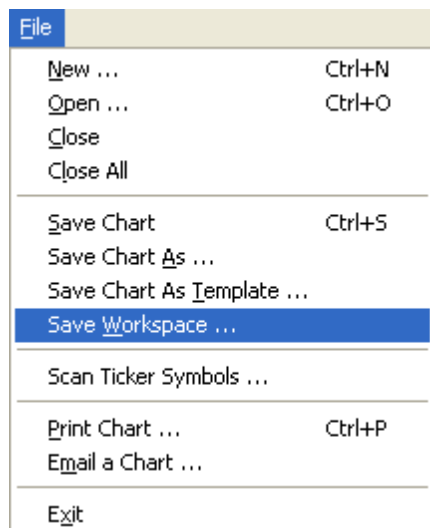 File
New ... Ctrl+N
Open ... Ctrl+O
Close
Close All
Save Chart Ctrl+S
Save Chart As ...
Save Chart As Template ...
Save Workspace ...
Scan Ticker Symbols ...
Print Chart ... Ctrl+P
Email a Chart ...
Exit